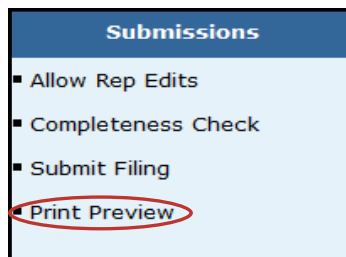 Submissions
Allow Rep Edits
Completeness Check
Submit Filing
Print Preview